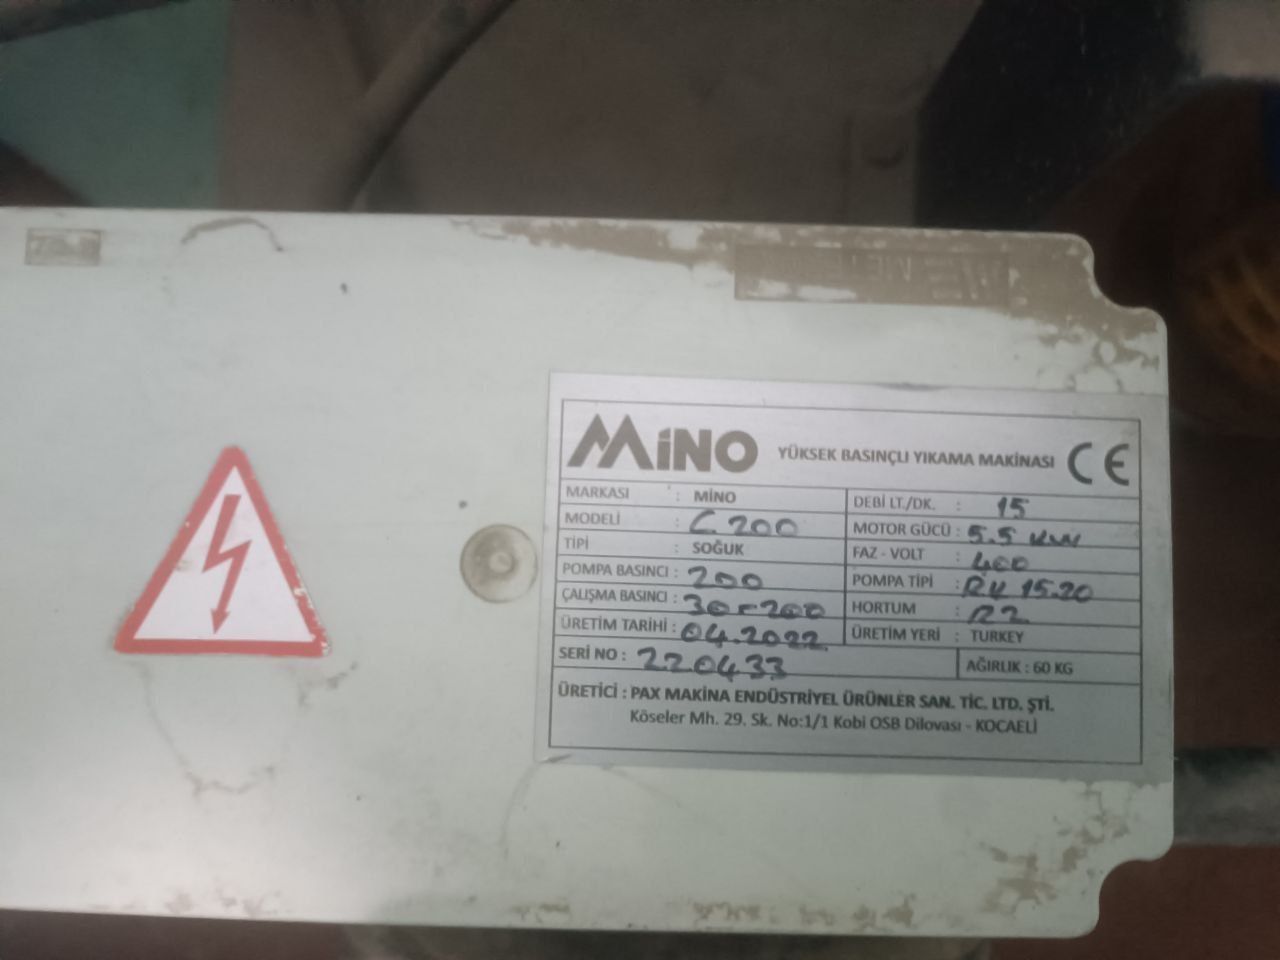 MiNO YÜKSEK BASINÇLI YIKAMA MAKİNASI CE
MARKASI : MİNO DEBİ LT./DK. : 15
MODELİ : C 200 MOTOR GÜCÜ : 5.5 KW
TİPİ : SOĞUK FAZ - VOLT : 400
POMPA BASINCI : 200 POMPA TİPİ : RV 15.20
ÇALIŞMA BASINCI : 30-200 HORTUM : R2
ÜRETİM TARİHİ : 04.2022 ÜRETİM YERİ : TURKEY
SERİ NO : 220433 AĞIRLIK : 60 KG
ÜRETİCİ : PAX MAKİNA ENDÜSTRİYEL ÜRÜNLER SAN. TİC. LTD. ŞTİ.
Köseler Mh. 29. Sk. No:1/1 Kobi OSB Dilovası - KOCAELİ